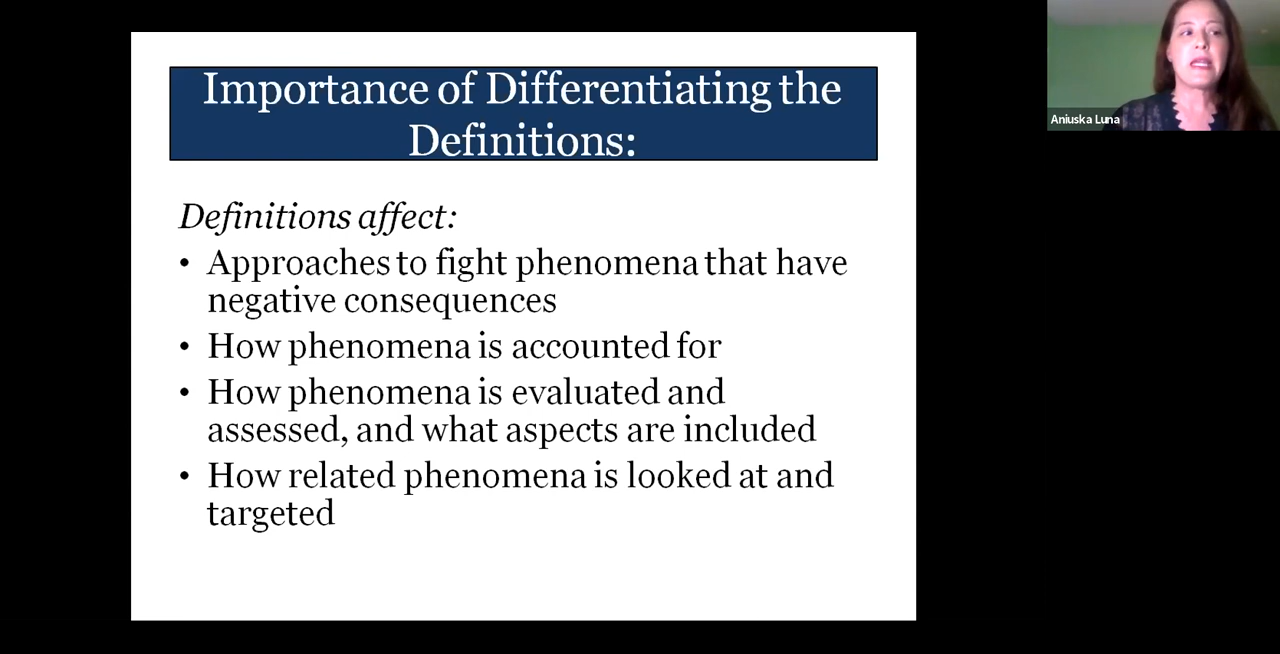 Importance of Differentiating the
Definitions:
Definitions affect:
• Approaches to fight phenomena that have
negative consequences
• How phenomena is accounted for
• How phenomena is evaluated and
assessed, and what aspects are included
• How related phenomena is looked at and
targeted
Aniuska Luna